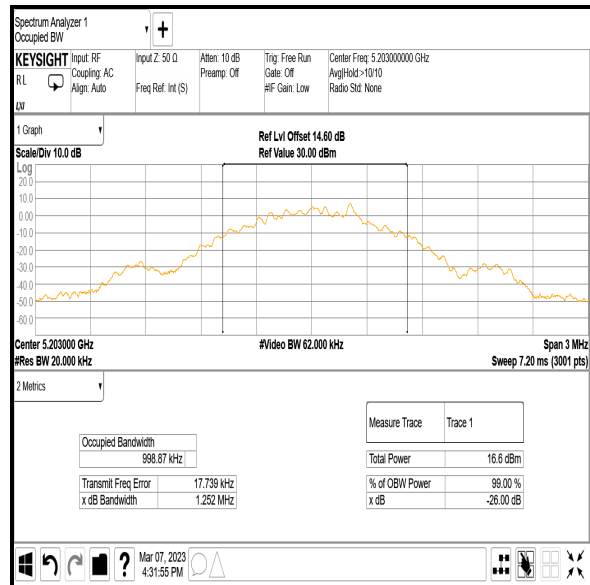 Spectrum Analyzer 1
Occupied BW
KEYSIGHT
RL
LXI
Input: RF
Coupling: AC
Align: Auto
Input Z: 50 Ω
Freq Ref: Int (S)
Atten: 10 dB
Preamp: Off
Trig: Free Run
Gate: Off
#IF Gain: Low
Center Freq: 5.203000000 GHz
Avg|Hold:>10/10
Radio Std: None
1 Graph
Scale/Div 10.0 dB
Ref Lvl Offset 14.60 dB
Ref Value 30.00 dBm
Log
20.0
10.0
0.00
-10.0
-20.0
-30.0
-40.0
-50.0
-60.0
Center 5.203000 GHz
#Res BW 20.000 kHz
#Video BW 62.000 kHz
Span 3 MHz
Sweep 7.20 ms (3001 pts)
2 Metrics
Occupied Bandwidth
998.87 kHz
Transmit Freq Error 17.739 kHz
x dB Bandwidth 1.252 MHz
Measure Trace Trace 1
Total Power 16.6 dBm
% of OBW Power 99.00 %
x dB -26.00 dB
?
Mar 07, 2023
4:31:55 PM